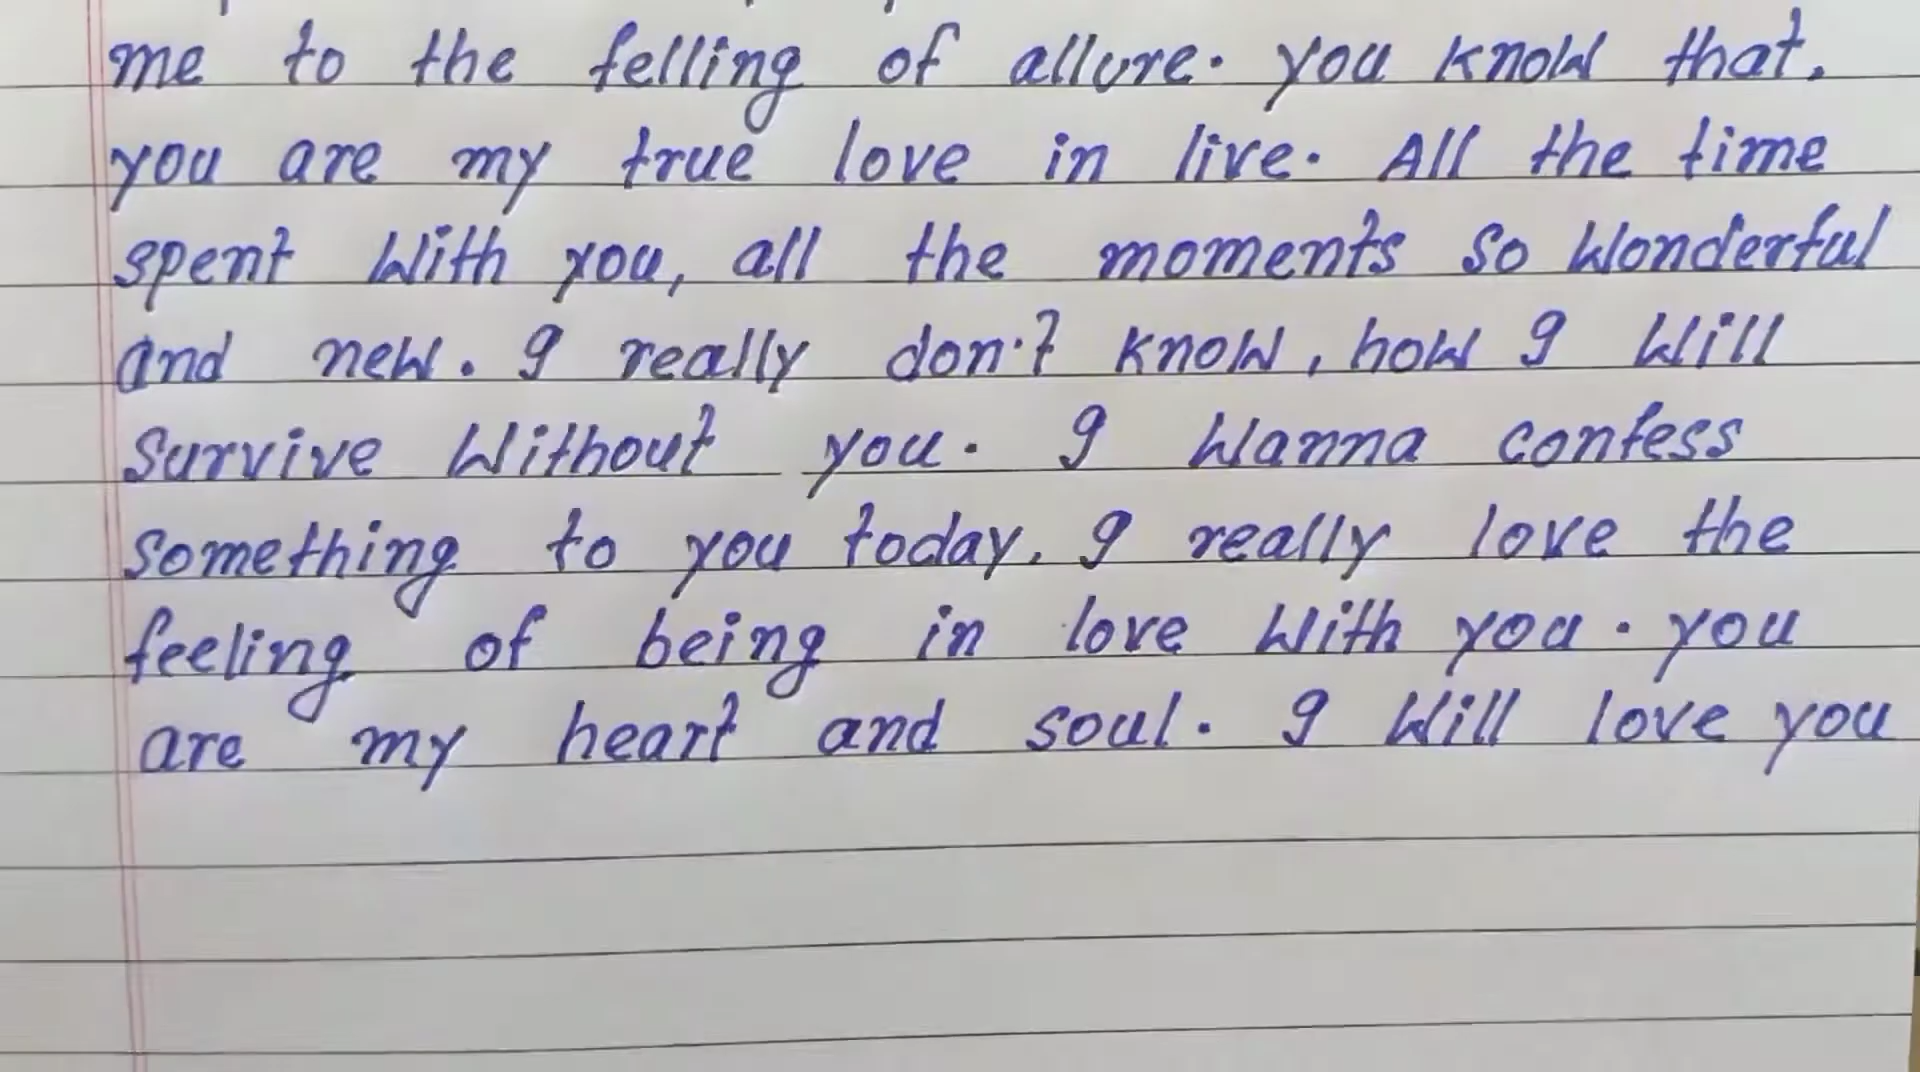 me to the felling of allure. you know that,
you are my true love in live. All the time
spent with you, all the moments so wonderful
and new. I really don't know, how I will
survive without you. I wanna confess
something to you today, I really love the
feeling of being in love with you. you
are my heart and soul. I will love you